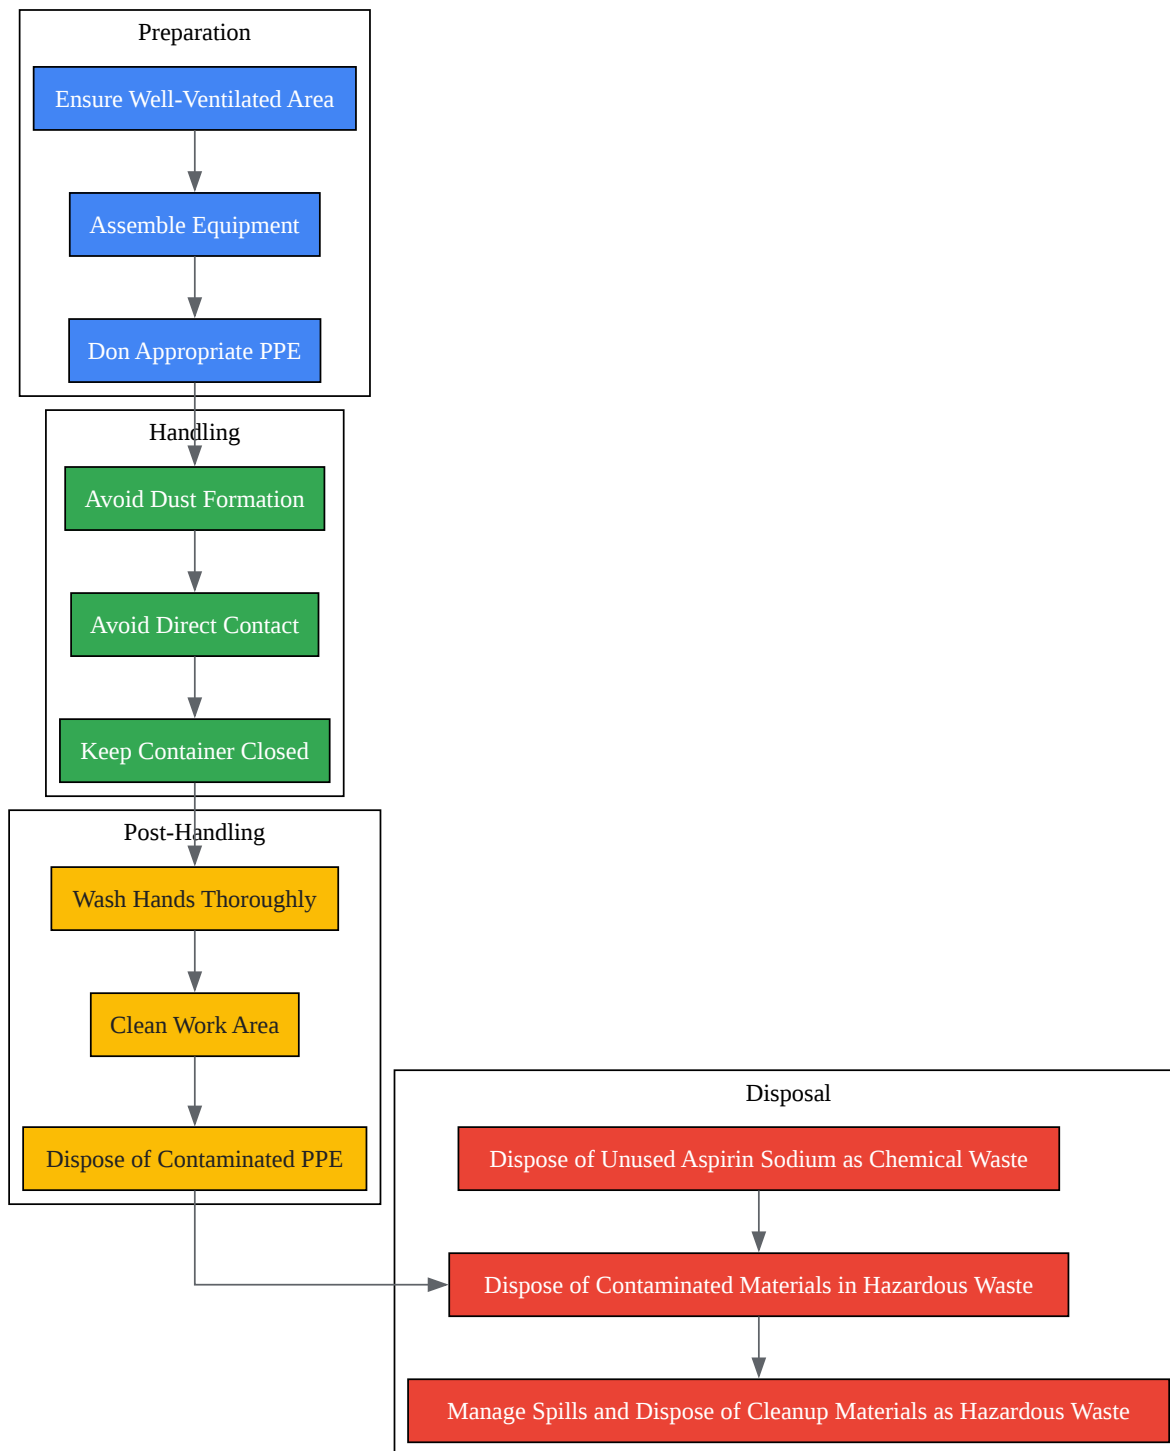 Preparation
Ensure Well-Ventilated Area
Assemble Equipment
Don Appropriate PPE
Handling
Avoid Dust Formation
Avoid Direct Contact
Keep Container Closed
Post-Handling
Wash Hands Thoroughly
Clean Work Area
Dispose of Contaminated PPE
Disposal
Dispose of Unused Aspirin Sodium as Chemical Waste
Dispose of Contaminated Materials in Hazardous Waste
Manage Spills and Dispose of Cleanup Materials as Hazardous Waste